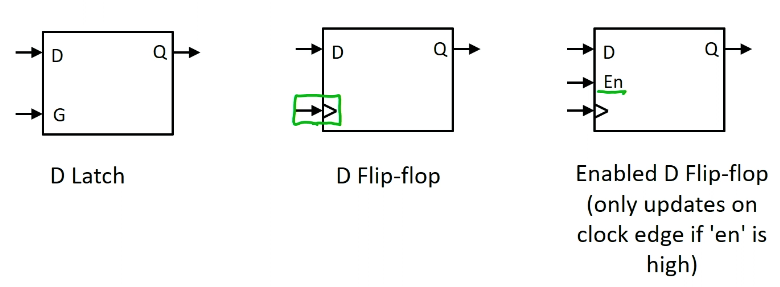 D Q
G
D Latch
D Q
D Flip-flop
D Q
En
Enabled D Flip-flop
(only updates on
clock edge if 'en' is
high)